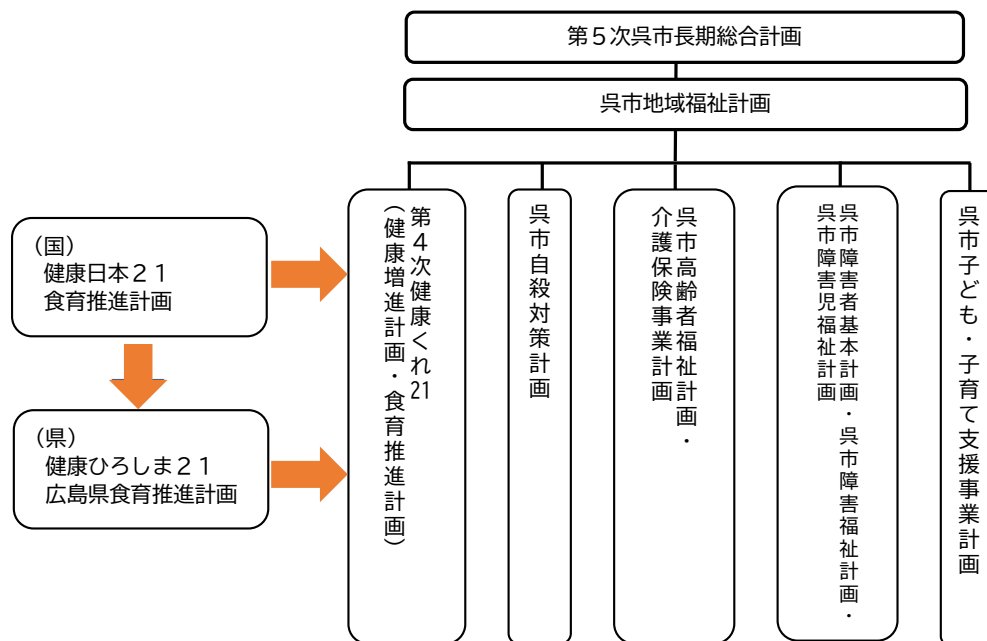 第５次呉市長期総合計画
呉市地域福祉計画
（国）
健康日本２１
食育推進計画
（県）
健康ひろしま２１
広島県食育推進計画
第４次健康くれ21
（健康増進計画・食育推進計画）
呉市自殺対策計画
呉市高齢者福祉計画・
介護保険事業計画
呉市障害者基本計画・呉市障害福祉計画・
呉市障害児福祉計画
呉市子ども・子育て支援事業計画